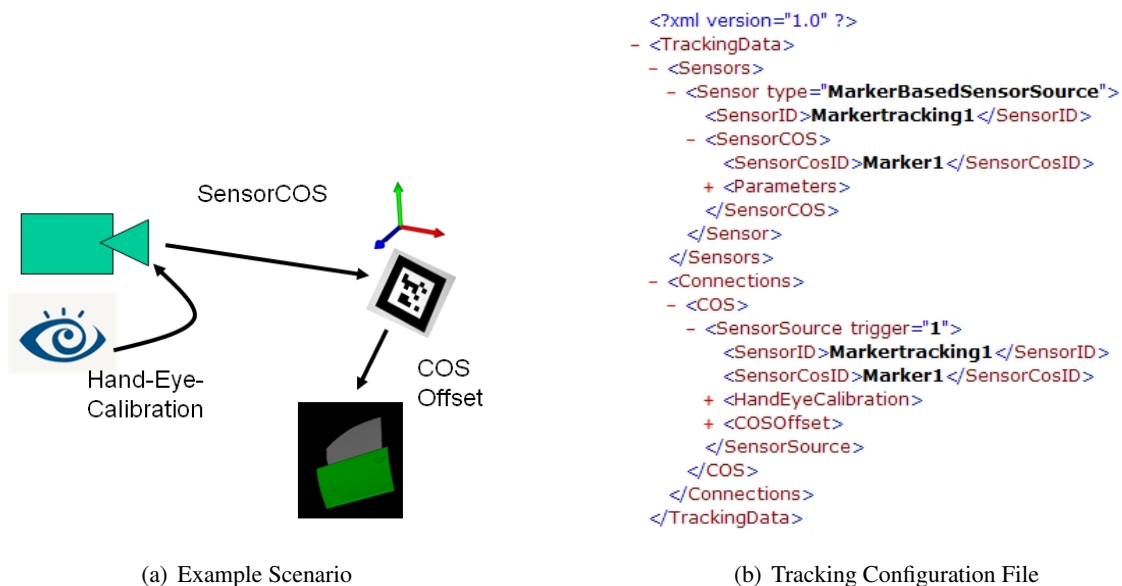 SensorCOS
Hand-Eye-
Calibration
COS
Offset
(a) Example Scenario
<?xml version="1.0" ?>
- <TrackingData>
- <Sensors>
- <Sensor type="MarkerBasedSensorSource">
<SensorID>Markertracking1</SensorID>
- <SensorCOS>
<SensorCosID>Marker1</SensorCosID>
+ <Parameters>
</SensorCOS>
</Sensor>
</Sensors>
- <Connections>
- <COS>
- <SensorSource trigger="1">
<SensorID>Markertracking1</SensorID>
<SensorCosID>Marker1</SensorCosID>
+ <HandEyeCalibration>
+ <COSOffset>
</SensorSource>
</COS>
</Connections>
</TrackingData>
(b) Tracking Configuration File